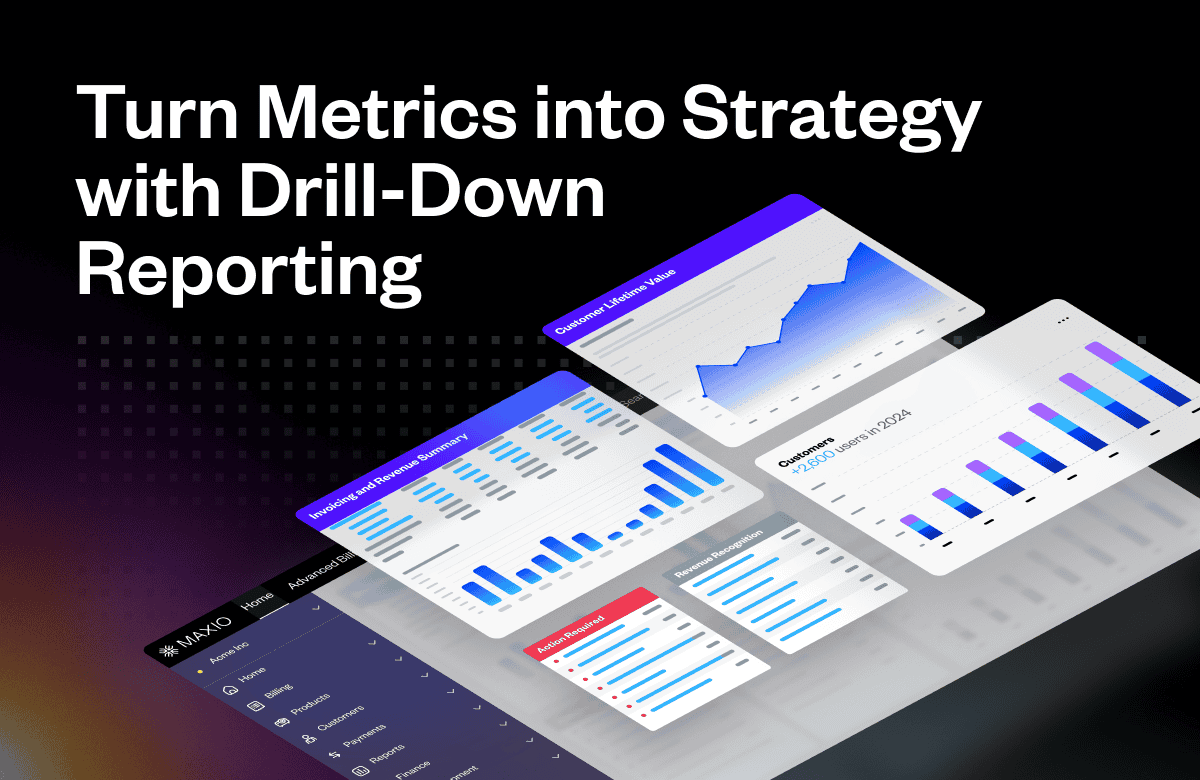 Turn Metrics into Strategy
with Drill-Down
Reporting
Customer Lifetime Value
Customers
+2,600 users in 2024
Invoicing and Revenue Summary
Revenue Recognition
Action Required
MAXIO
Home
Advanced Bill
Acme Inc
Home
Billing
Products
Customers
Payments
Reports
Finance